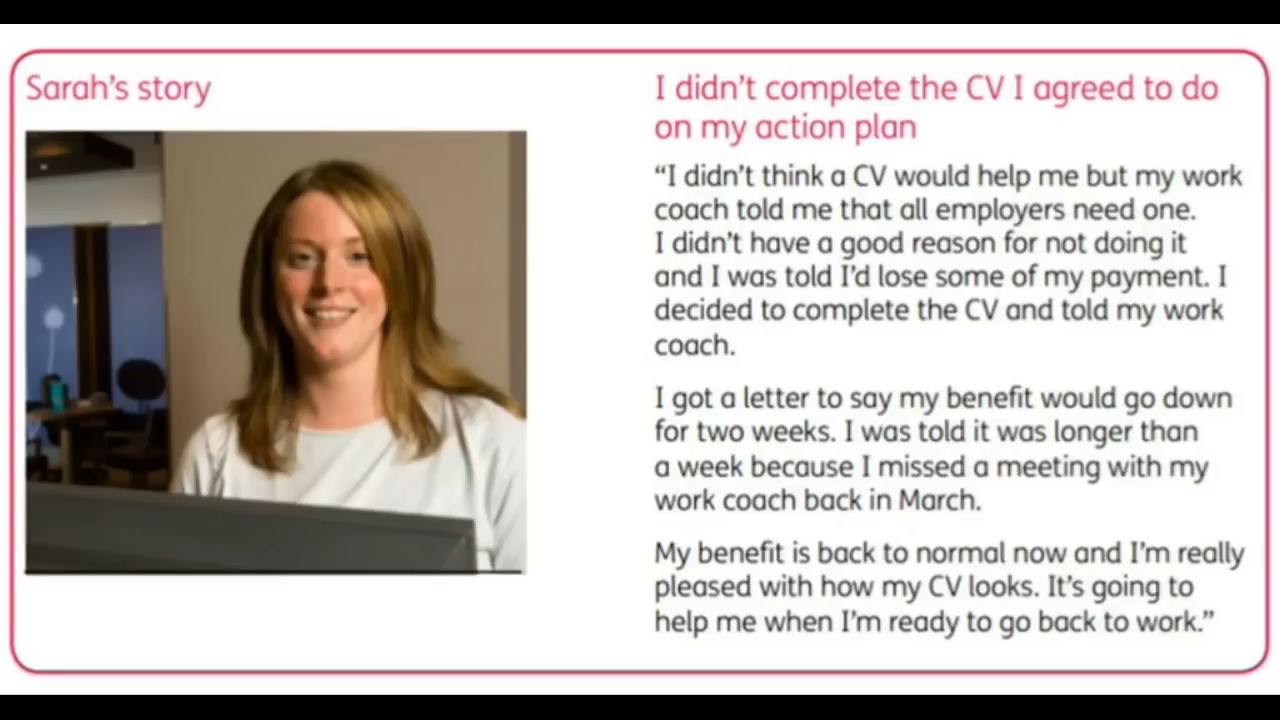 Sarah’s story
I didn’t complete the CV I agreed to do
on my action plan
“I didn’t think a CV would help me but my work
coach told me that all employers need one.
I didn’t have a good reason for not doing it
and I was told I’d lose some of my payment. I
decided to complete the CV and told my work
coach.
I got a letter to say my benefit would go down
for two weeks. I was told it was longer than
a week because I missed a meeting with my
work coach back in March.
My benefit is back to normal now and I’m really
pleased with how my CV looks. It’s going to
help me when I’m ready to go back to work.”